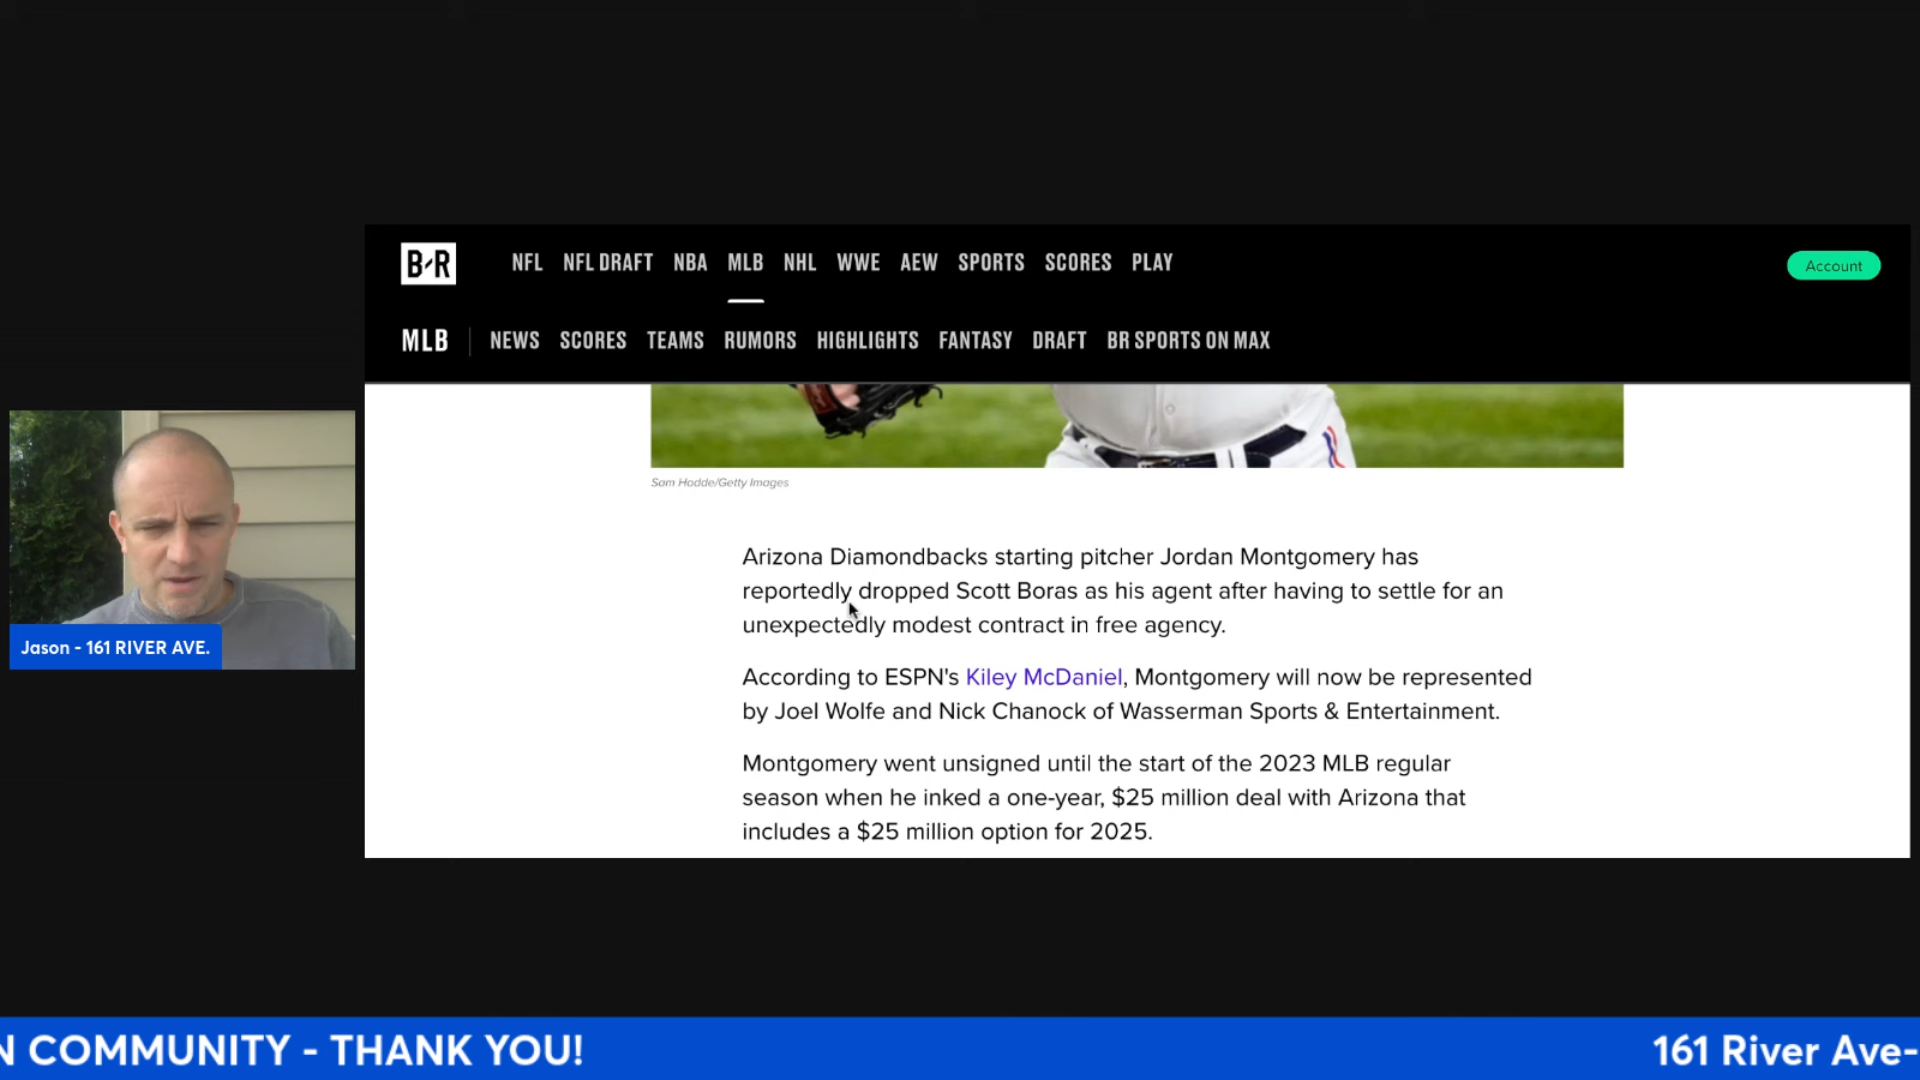 B/R
NFL NFL DRAFT NBA MLB NHL WWE AEW SPORTS SCORES PLAY
Account
MLB NEWS SCORES TEAMS RUMORS HIGHLIGHTS FANTASY DRAFT BR SPORTS ON MAX
Sam Hodde/Getty Images
Arizona Diamondbacks starting pitcher Jordan Montgomery has
reportedly dropped Scott Boras as his agent after having to settle for an
unexpectedly modest contract in free agency.
According to ESPN's Kiley McDaniel, Montgomery will now be represented
by Joel Wolfe and Nick Chanock of Wasserman Sports & Entertainment.
Montgomery went unsigned until the start of the 2023 MLB regular
season when he inked a one-year, $25 million deal with Arizona that
includes a $25 million option for 2025.
Jason - 161 RIVER AVE.
N COMMUNITY - THANK YOU! 161 River Ave-